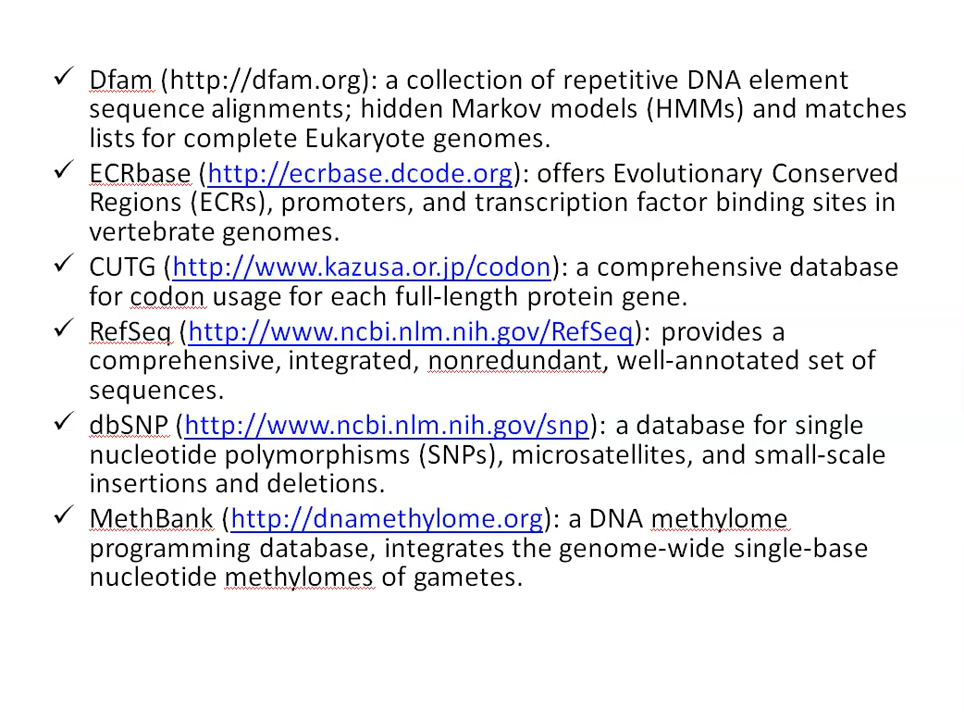 ✓ Dfam (http://dfam.org): a collection of repetitive DNA element
sequence alignments; hidden Markov models (HMMs) and matches
lists for complete Eukaryote genomes.
✓ ECRbase (http://ecrbase.dcode.org): offers Evolutionary Conserved
Regions (ECRs), promoters, and transcription factor binding sites in
vertebrate genomes.
✓ CUTG (http://www.kazusa.or.jp/codon): a comprehensive database
for codon usage for each full-length protein gene.
✓ RefSeq (http://www.ncbi.nlm.nih.gov/RefSeq): provides a
comprehensive, integrated, nonredundant, well-annotated set of
sequences.
✓ dbSNP (http://www.ncbi.nlm.nih.gov/snp): a database for single
nucleotide polymorphisms (SNPs), microsatellites, and small-scale
insertions and deletions.
✓ MethBank (http://dnamethylome.org): a DNA methylome
programming database, integrates the genome-wide single-base
nucleotide methylomes of gametes.